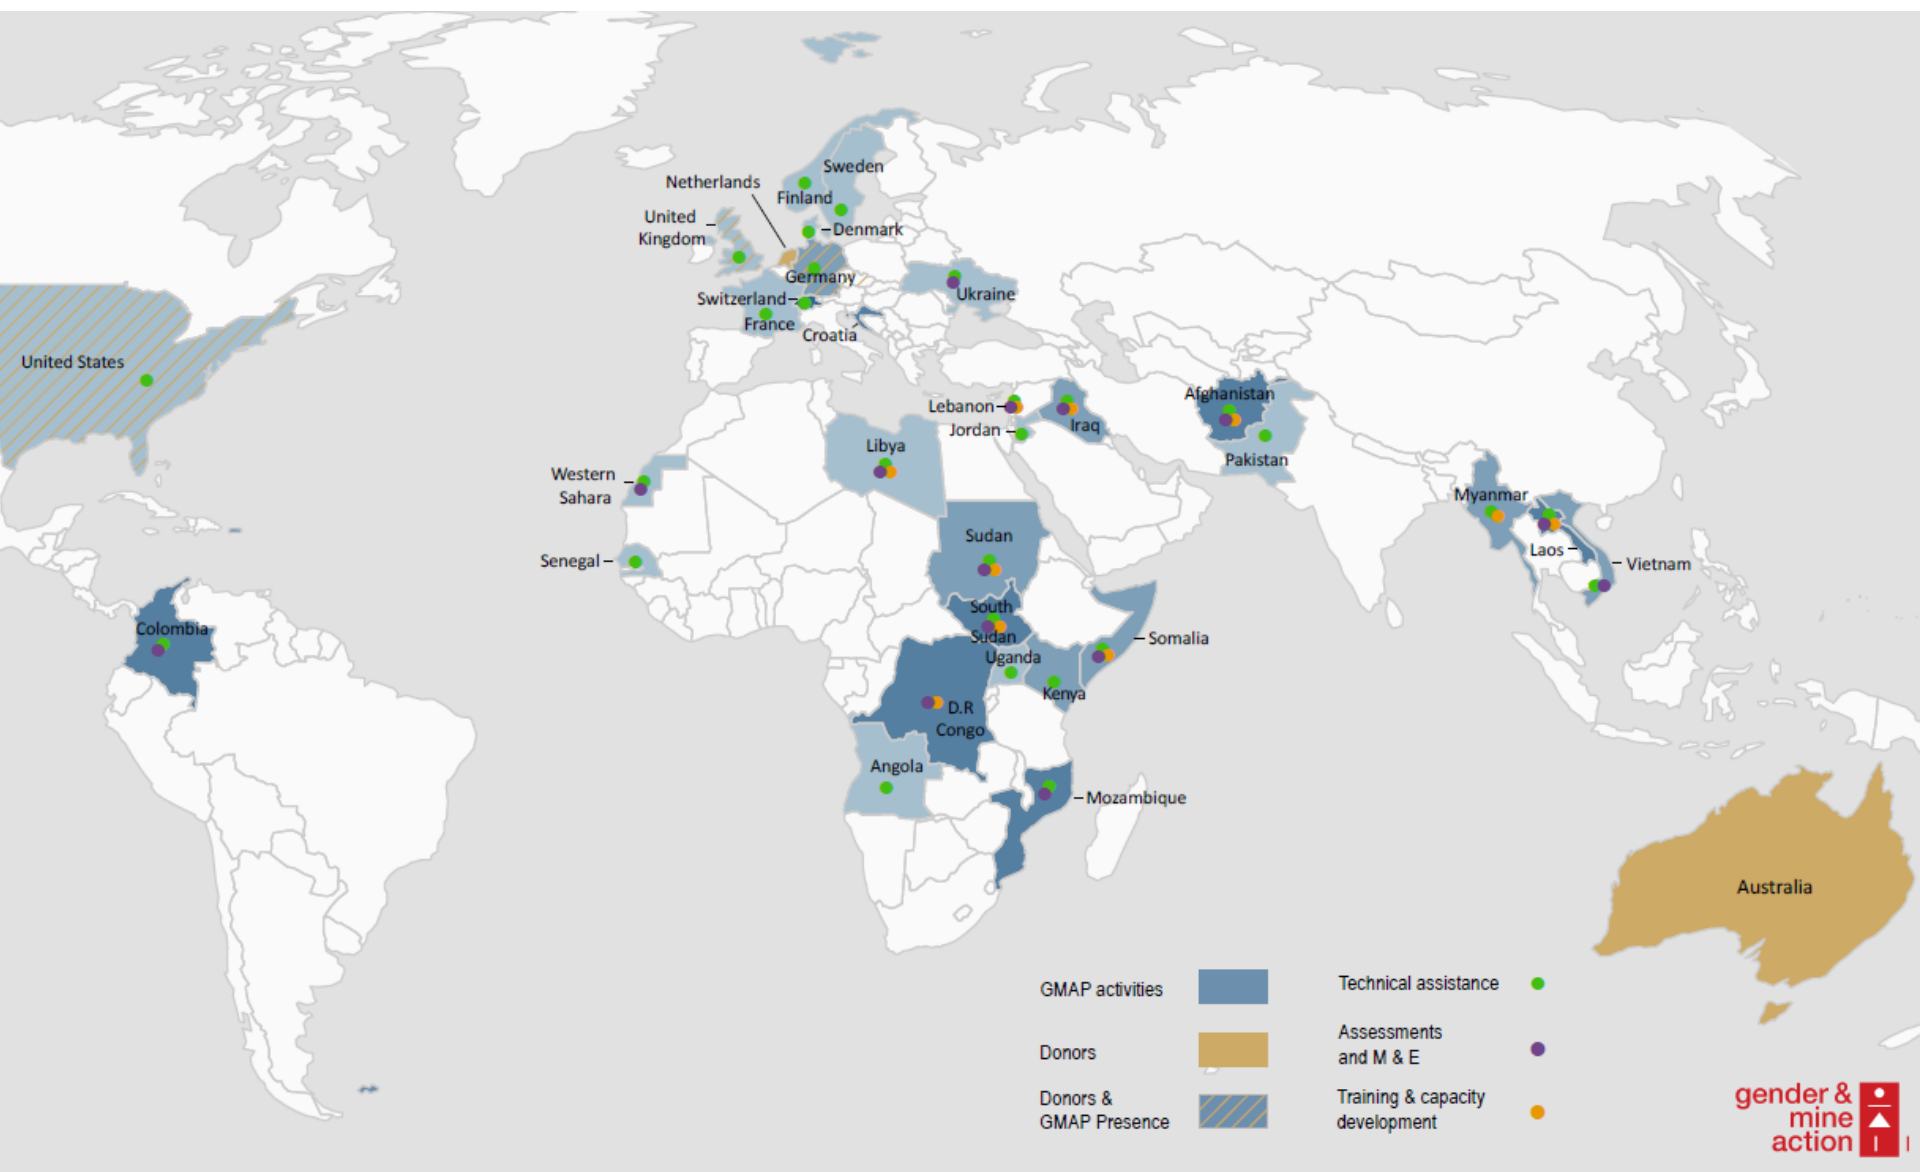 Sweden
Netherlands
Finland
United
Kingdom
Denmark
Germany
Ukraine
Switzerland
France
Croatia
United States
Afghanistan
Lebanon
Iraq
Jordan
Libya
Pakistan
Western
Sahara
Myanmar
Sudan
Laos
Senegal
Vietnam
South
Sudan
Colombia
Somalia
Uganda
Kenya
D.R
Congo
Angola
Mozambique
Australia
GMAP activities
Donors
Donors &
GMAP Presence
Technical assistance
Assessments
and M & E
Training & capacity
development
gender &
mine
action